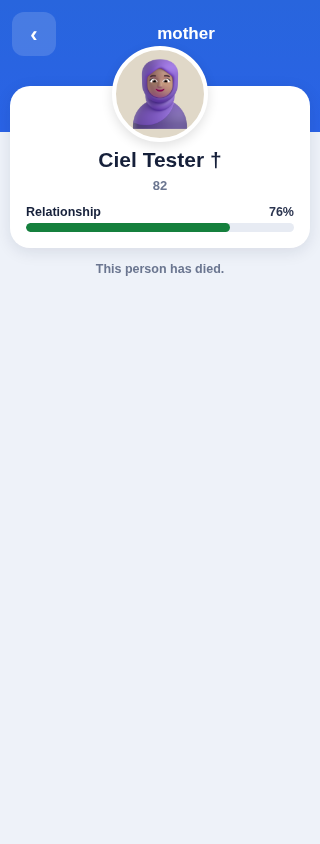 ‹
mother
Ciel Tester †
82
Relationship 76%
This person has died.